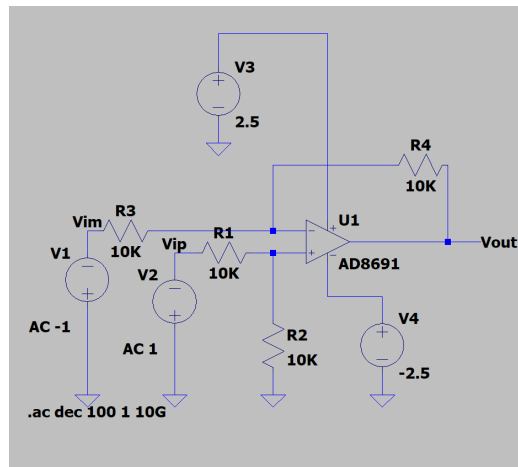 V3
2.5
R4
10K
U1
Vim
R3
10K
Vip
R1
10K
Vout
AD8691
V1
AC -1
V2
AC 1
R2
10K
V4
-2.5
.ac dec 100 1 10G